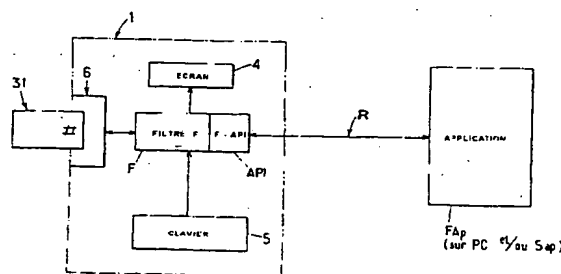 1
6
31
ECRAN
4
FILTRE F
F - API
R
APPLICATION
F
API
CLAVIER
5
FAp
(sur PC et/ou Sap)